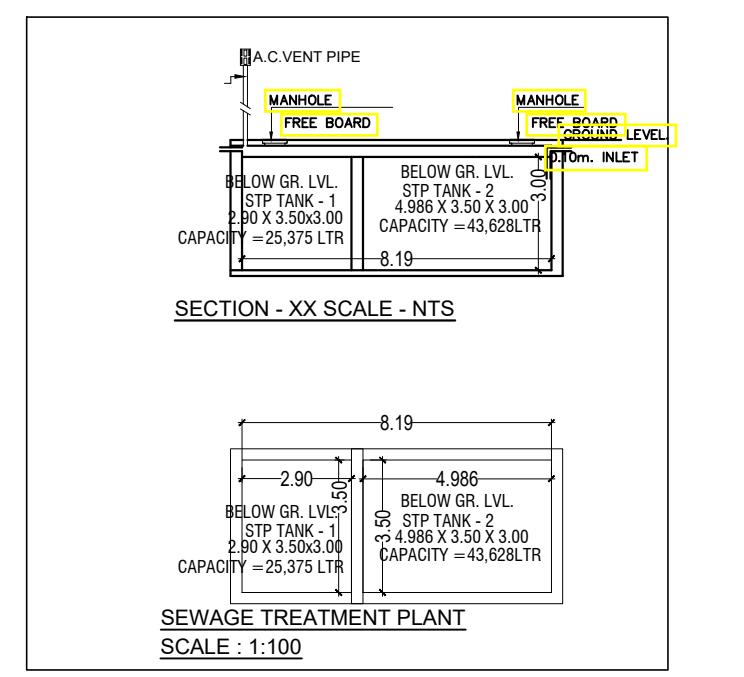 A.C.VENT PIPE
MANHOLE
MANHOLE
FREE BOARD
FREE BOARD
GROUND LEVEL.
0.10m. INLET
BELOW GR. LVL.
STP TANK - 1
2.90 X 3.50x3.00
CAPACITY =25,375 LTR
BELOW GR. LVL.
STP TANK - 2
4.986 X 3.50 X 3.00
CAPACITY =43,628LTR
3.00
8.19
SECTION - XX SCALE - NTS
8.19
2.90
4.986
3.50
3.50
BELOW GR. LVL.
STP TANK - 1
2.90 X 3.50x3.00
CAPACITY =25,375 LTR
BELOW GR. LVL.
STP TANK - 2
4.986 X 3.50 X 3.00
CAPACITY =43,628LTR
SEWAGE TREATMENT PLANT
SCALE : 1:100